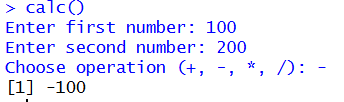 > calc()
Enter first number: 100
Enter second number: 200
Choose operation (+, -, *, /): -
[1] -100